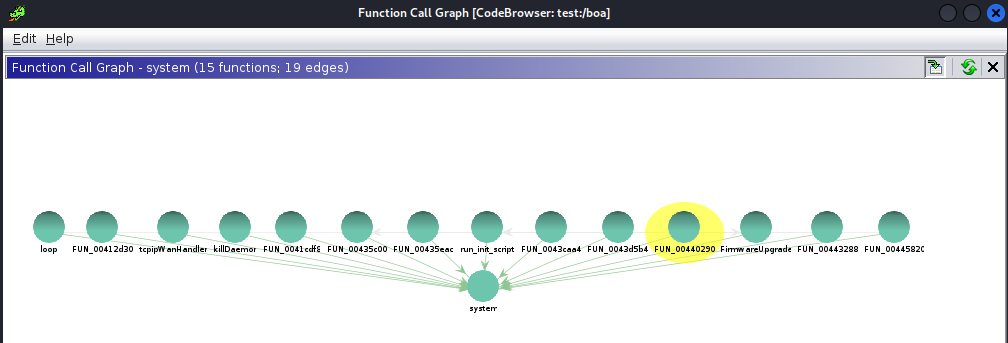 Function Call Graph [CodeBrowser: test:/boa]
Edit Help
Function Call Graph - system (15 functions; 19 edges)
loop FUN_00412d30 tcpipWanHandler killDaemor FUN_0041cdf8 FUN_00435c00 FUN_00435eac run_init_script FUN_0043caa4 FUN_0043d5b4 FUN_00440290 FirmwareUpgrade FUN_00443288 FUN_0044582(
system